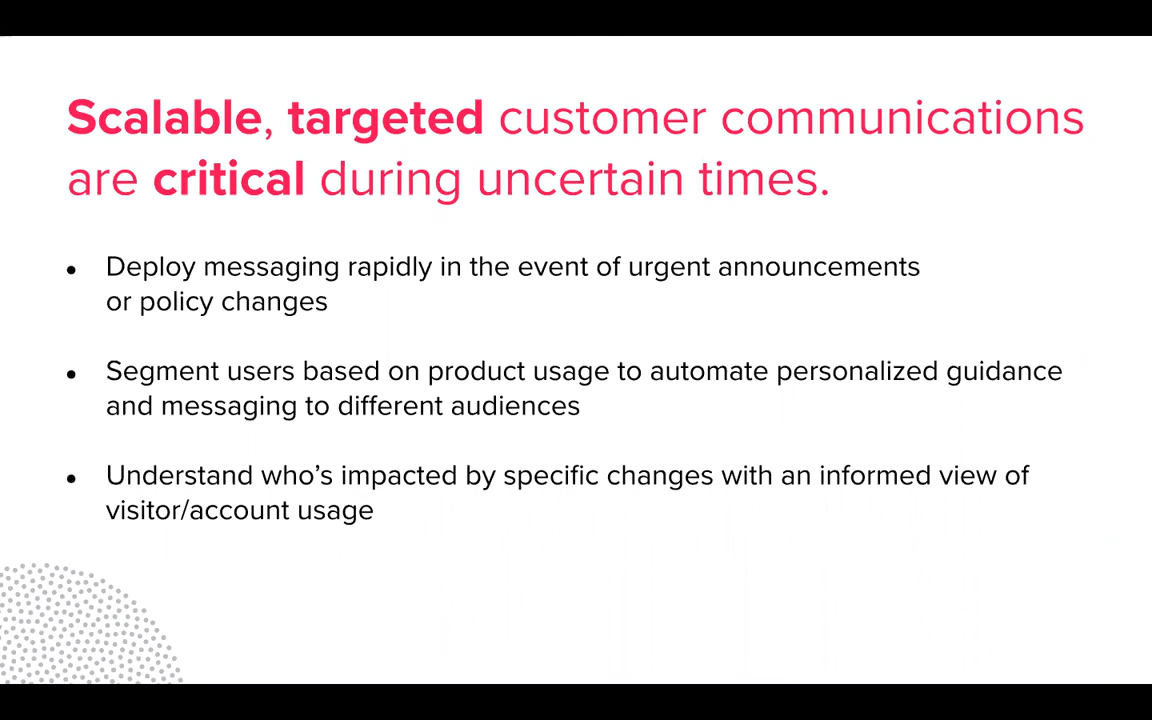 Scalable, targeted customer communications
are critical during uncertain times.
• Deploy messaging rapidly in the event of urgent announcements
or policy changes
• Segment users based on product usage to automate personalized guidance
and messaging to different audiences
• Understand who’s impacted by specific changes with an informed view of
visitor/account usage